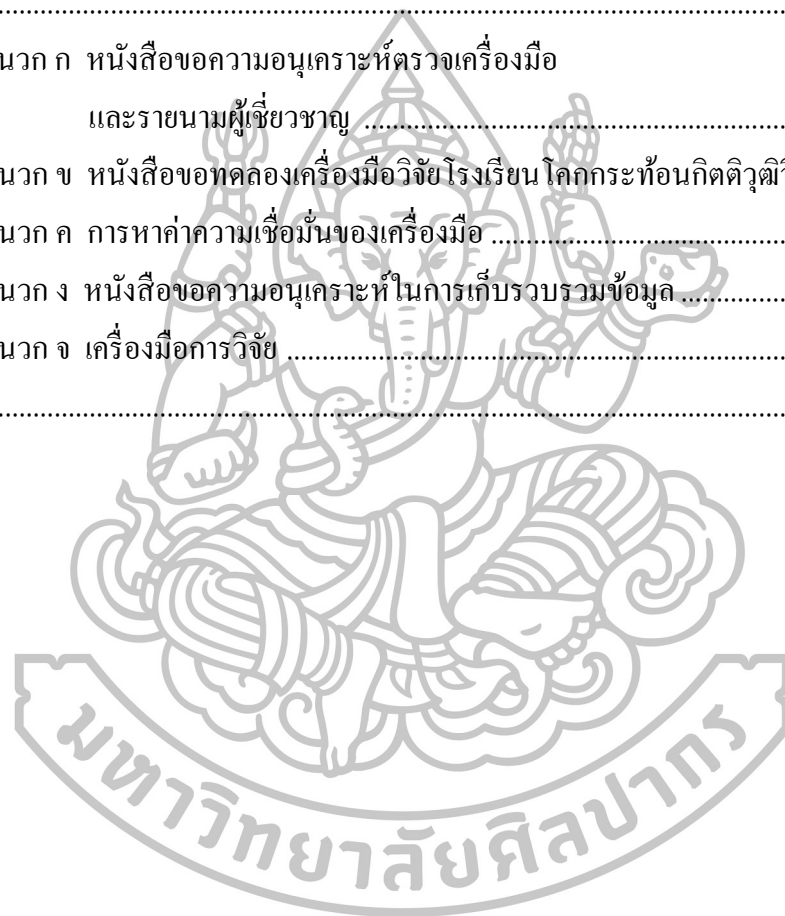 ....................................................................................................
นวก ก หนังสือขอความอนุเคราะห์ตรวจเครื่องมือ
และรายนามผู้เชี่ยวชาญ ........................................................
นวก ข หนังสือขอทดลองเครื่องมือวิจัยโรงเรียนโคกกระท้อนกิตติวุฒิวิ
นวก ค การหาค่าความเชื่อมั่นของเครื่องมือ ........................................
นวก ง หนังสือขอความอนุเคราะห์ในการเก็บรวบรวมข้อมูล ...............
นวก จ เครื่องมือการวิจัย ..................................................................
....................................................................................................
มหาวิทยาลัยศิลปากร